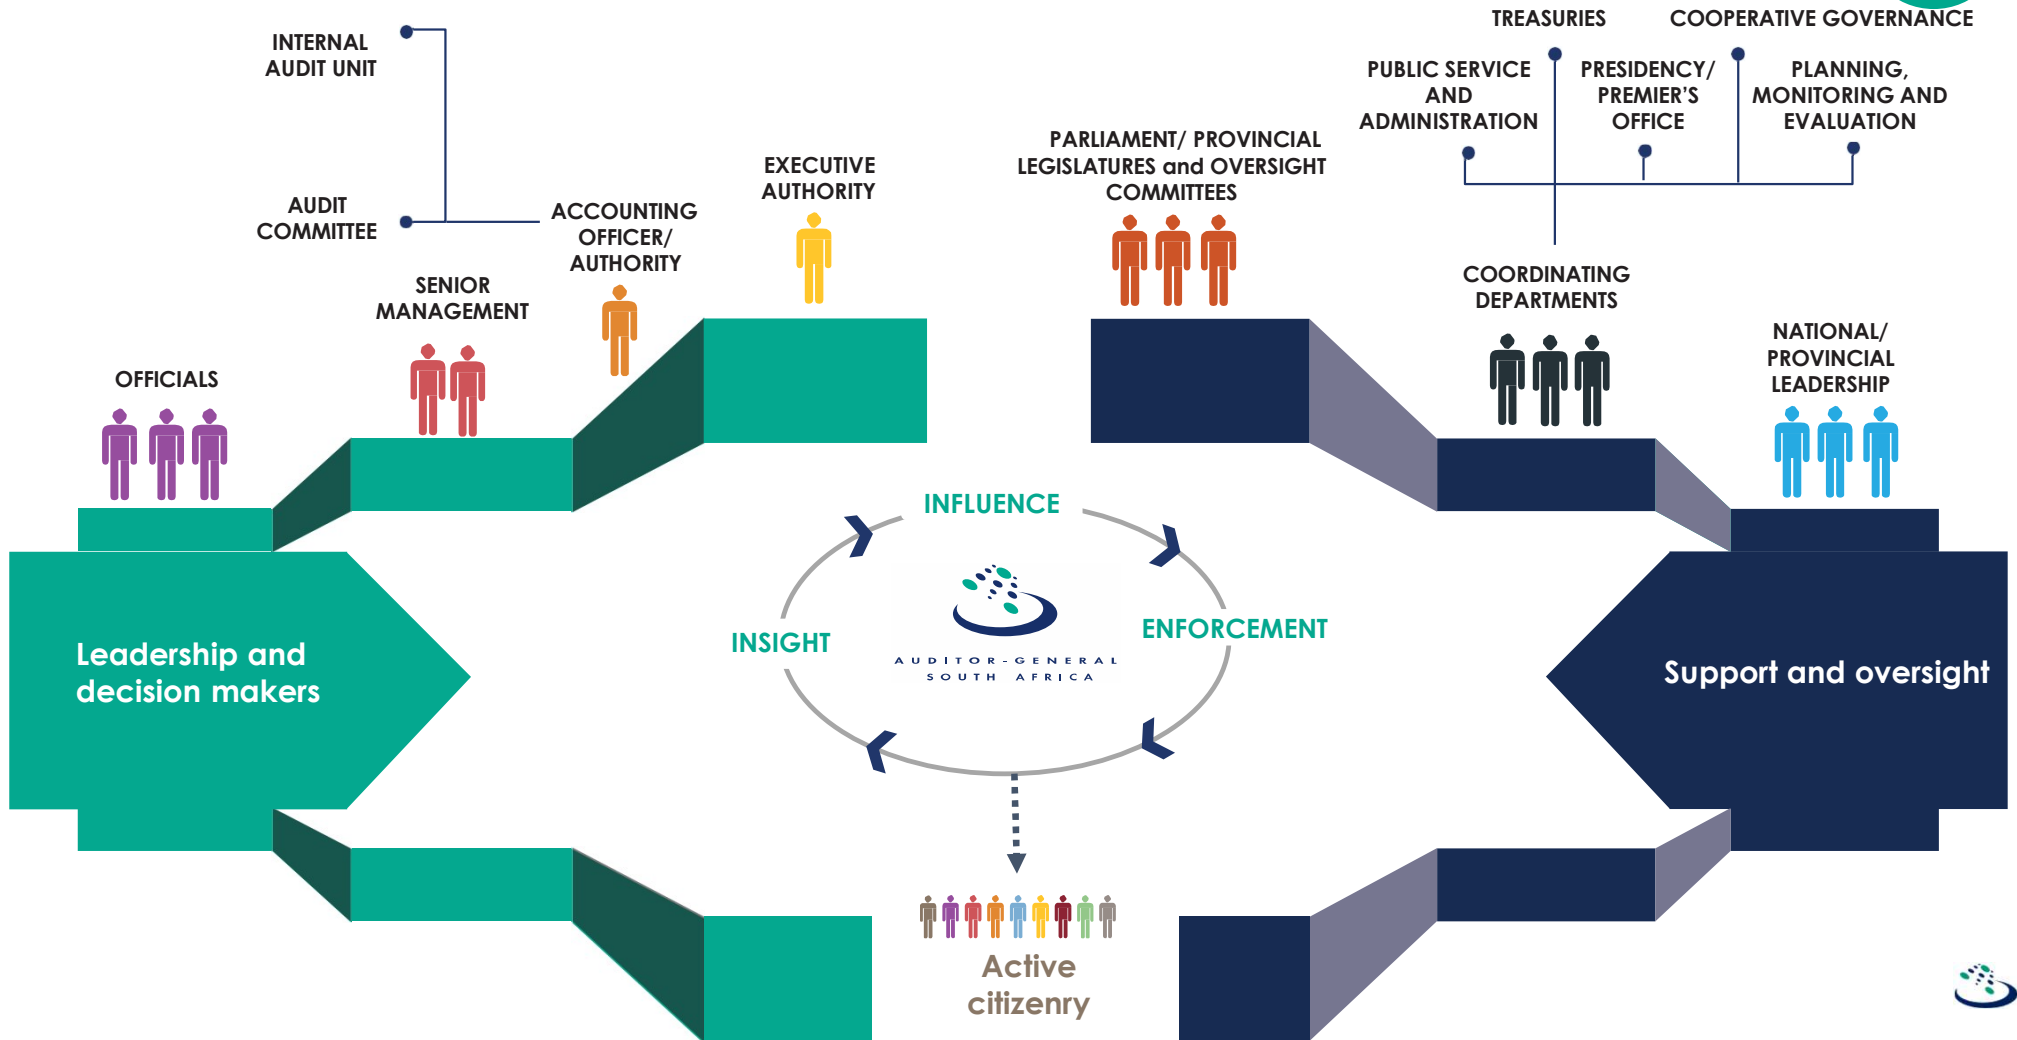 INTERNAL
AUDIT UNIT
AUDIT
COMMITTEE
ACCOUNTING
OFFICER/
AUTHORITY
EXECUTIVE
AUTHORITY
SENIOR
MANAGEMENT
OFFICIALS
PARLIAMENT/ PROVINCIAL
LEGISLATURES and OVERSIGHT
COMMITTEES
TREASURIES
COOPERATIVE GOVERNANCE
PUBLIC SERVICE
AND
ADMINISTRATION
PRESIDENCY/
PREMIER'S
OFFICE
PLANNING,
MONITORING AND
EVALUATION
COORDINATING
DEPARTMENTS
NATIONAL/
PROVINCIAL
LEADERSHIP
Leadership and
decision makers
INFLUENCE
INSIGHT
ENFORCEMENT
AUDITOR-GENERAL
SOUTH AFRICA
Support and oversight
Active
citizenry